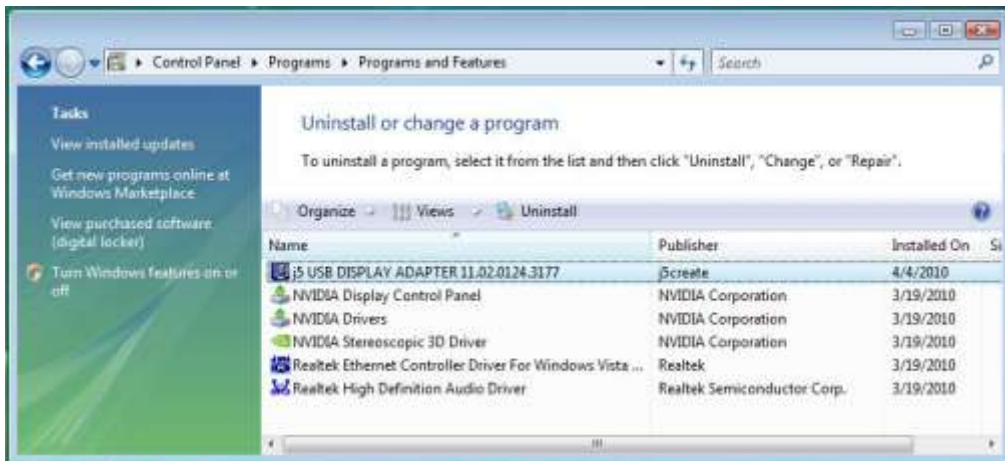 Control Panel ▸ Programs ▸ Programs and Features
Search
Tasks
View installed updates
Get new programs online at
Windows Marketplace
View purchased software
(digital locker)
Turn Windows features on or
off
Uninstall or change a program
To uninstall a program, select it from the list and then click "Uninstall", "Change", or "Repair".
Organize Views Uninstall
Name Publisher Installed On
j5 USB DISPLAY ADAPTER 11.02.0124.3177 j5create 4/4/2010
NVIDIA Display Control Panel NVIDIA Corporation 3/19/2010
NVIDIA Drivers NVIDIA Corporation 3/19/2010
NVIDIA Stereoscopic 3D Driver NVIDIA Corporation 3/19/2010
Realtek Ethernet Controller Driver For Windows Vista ... Realtek 3/19/2010
Realtek High Definition Audio Driver Realtek Semiconductor Corp. 3/19/2010